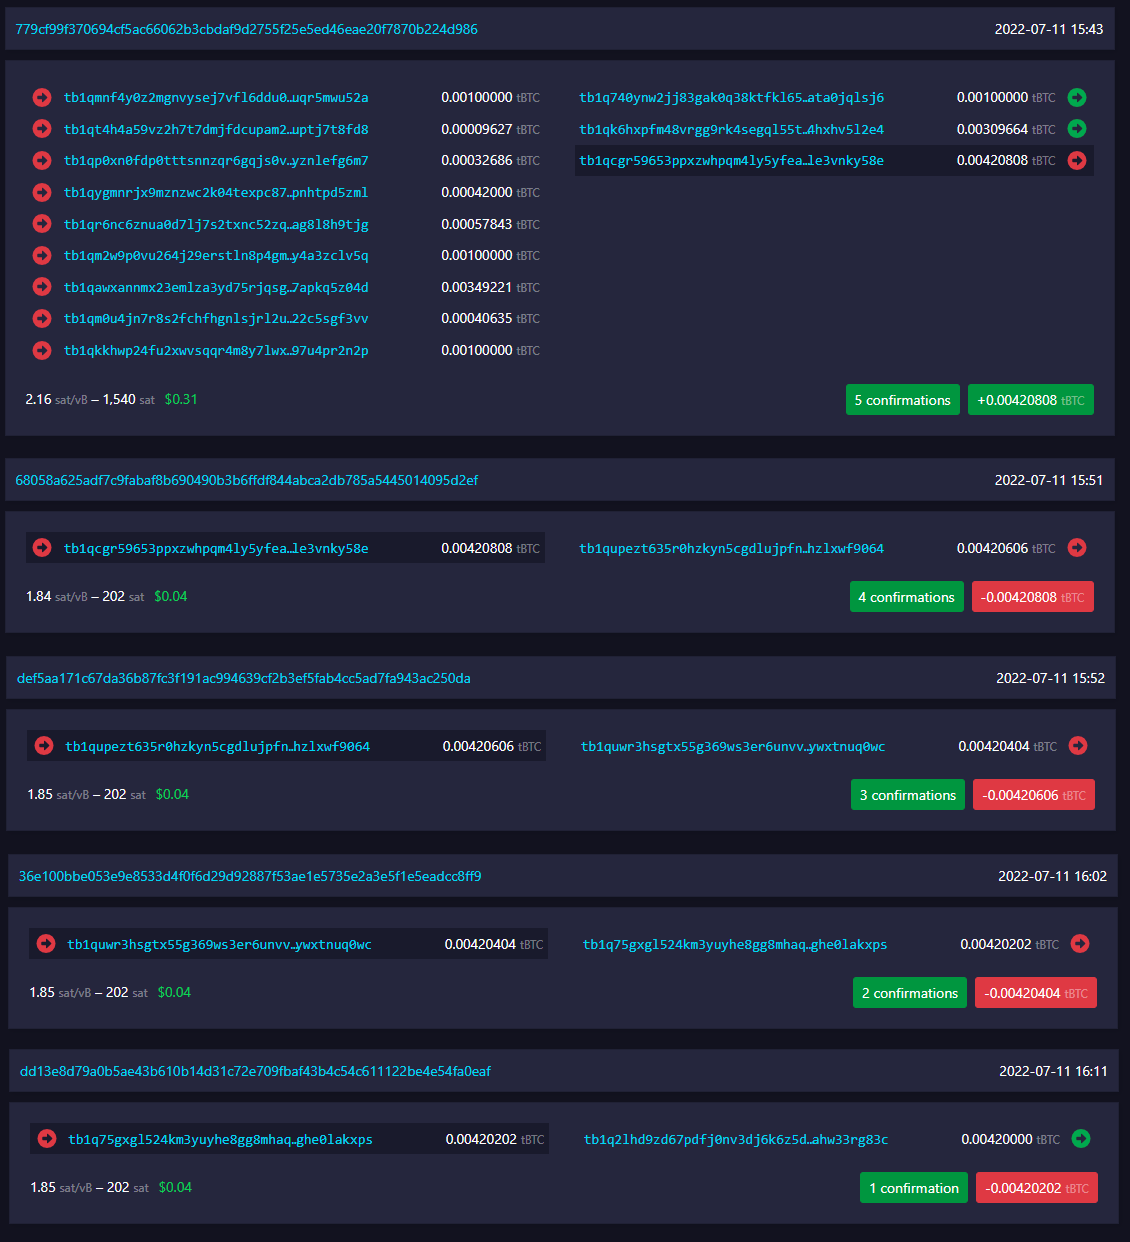 779cf99f370694cf5ac66062b3cbdaf9d2755f25e5ed46eae20f7870b224d986 2022-07-11 15:43
tb1qmnf4y0z2mgnvysej7vfl6ddu0…uqr5mwu52a 0.00100000 tBTC tb1q740ynw2jj83gak0q38ktfkl65…ata0jqlsj6 0.00100000 tBTC
tb1qt4h4a59vz2h7t7dmjfdcupam2…uptj7t8fd8 0.00009627 tBTC tb1qk6hxpfm48vrgg9rk4segql55t…4hxhv5l2e4 0.00309664 tBTC
tb1qp0xn0fdp0tttsnnzqr6gqjs0v…yznlefg6m7 0.00032686 tBTC tb1qcgr59653ppxzwhpqm4ly5yfea…le3vnky58e 0.00420808 tBTC
tb1qygmnrjx9mznzwc2k04texpc87…pnhtpd5zml 0.00042000 tBTC
tb1qr6nc6znua0d7lj7s2txnc52zq…ag8l8h9tjg 0.00057843 tBTC
tb1qm2w9p0vu264j29erstln8p4gm…y4a3zclv5q 0.00100000 tBTC
tb1qawxannmx23emlza3yd75rjqsg…7apkq5z04d 0.00349221 tBTC
tb1qm0u4jn7r8s2fchfhgnlsjrl2u…22c5sgf3vv 0.00040635 tBTC
tb1qkkhwp24fu2xwvsqqr4m8y7lwx…97u4pr2n2p 0.00100000 tBTC
2.16 sat/vB – 1,540 sat $0.31 5 confirmations +0.00420808 tBTC
68058a625adf7c9fabaf8b690490b3b6ffdf844abca2db785a5445014095d2ef 2022-07-11 15:51
tb1qcgr59653ppxzwhpqm4ly5yfea…le3vnky58e 0.00420808 tBTC tb1qupezt635r0hzkyn5cgdlujpfn…hzlxwf9064 0.00420606 tBTC
1.84 sat/vB – 202 sat $0.04 4 confirmations -0.00420808 tBTC
def5aa171c67da36b87fc3f191ac994639cf2b3ef5fab4cc5ad7fa943ac250da 2022-07-11 15:52
tb1qupezt635r0hzkyn5cgdlujpfn…hzlxwf9064 0.00420606 tBTC tb1quwr3hsgtx55g369ws3er6unvv…ywxtnuq0wc 0.00420404 tBTC
1.85 sat/vB – 202 sat $0.04 3 confirmations -0.00420606 tBTC
36e100bbe053e9e8533d4f0f6d29d92887f53ae1e5735e2a3e5f1e5eadcc8ff9 2022-07-11 16:02
tb1quwr3hsgtx55g369ws3er6unvv…ywxtnuq0wc 0.00420404 tBTC tb1q75gxgl524km3yuyhe8gg8mhaq…ghe0lakxps 0.00420202 tBTC
1.85 sat/vB – 202 sat $0.04 2 confirmations -0.00420404 tBTC
dd13e8d79a0b5ae43b610b14d31c72e709fbaf43b4c54c611122be4e54fa0eaf 2022-07-11 16:11
tb1q75gxgl524km3yuyhe8gg8mhaq…ghe0lakxps 0.00420202 tBTC tb1q2lhd9zd67pdfj0nv3dj6k6z5d…ahw33rg83c 0.00420000 tBTC
1.85 sat/vB – 202 sat $0.04 1 confirmation -0.00420202 tBTC